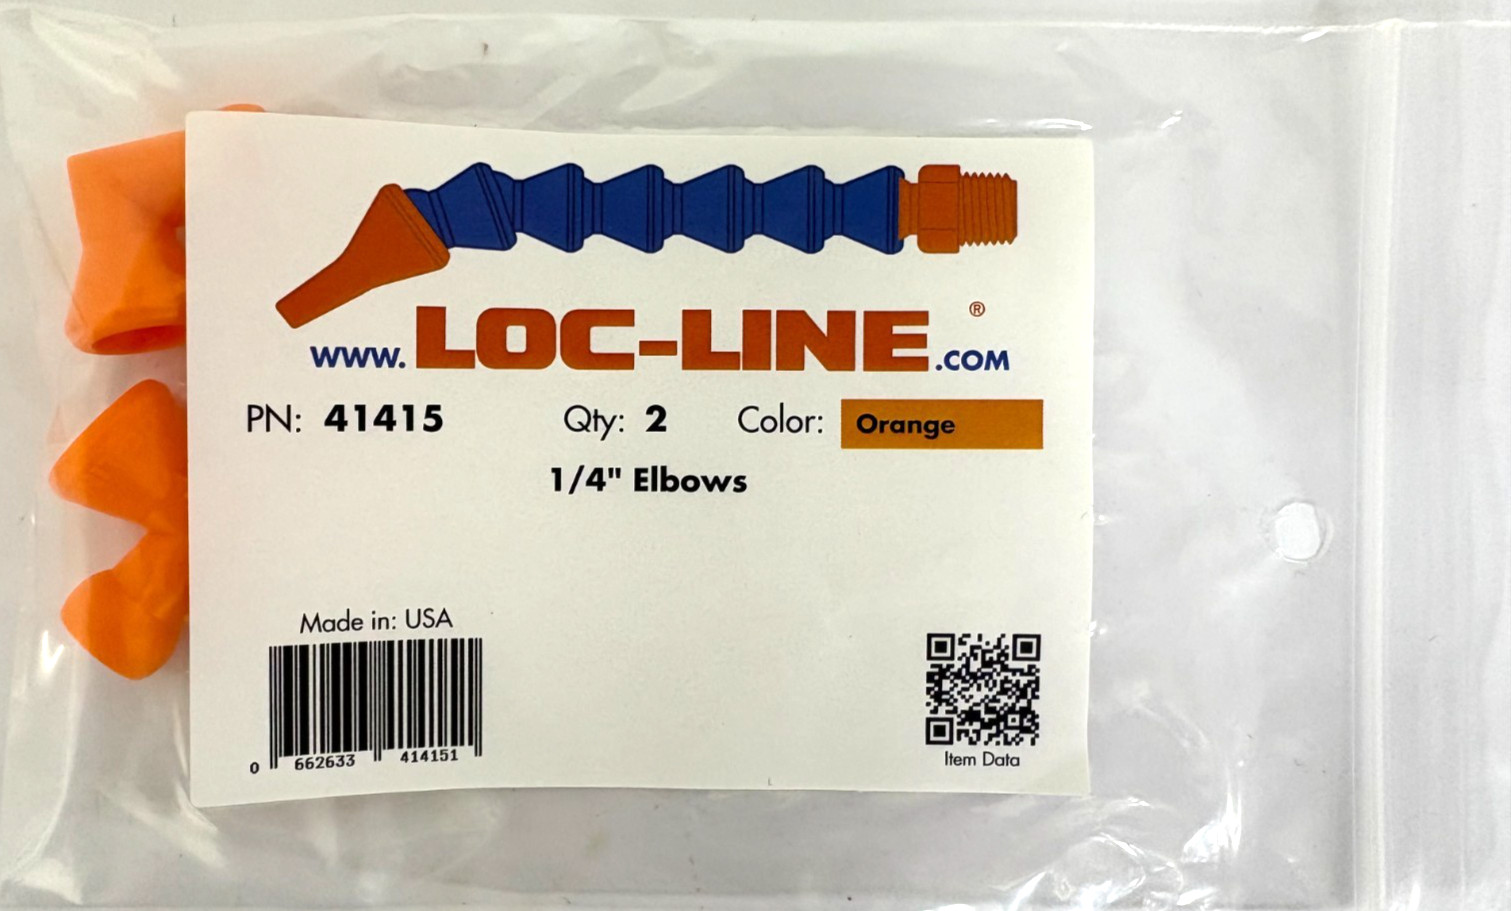 www.LOC-LINE®.com
PN: 41415 Qty: 2 Color: Orange
1/4" Elbows
Made in: USA
0 662633 414151
Item Data